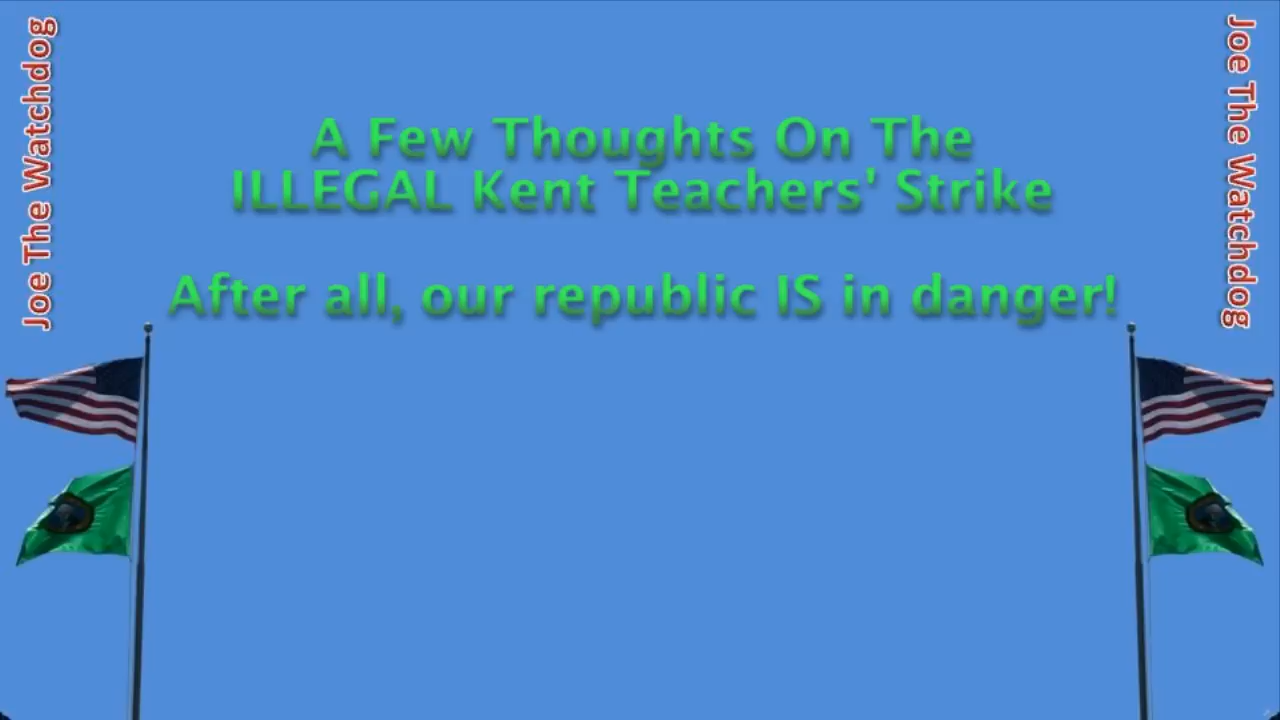 Joe The Watchdog
A Few Thoughts On The
ILLEGAL Kent Teachers' Strike
After all, our republic IS in danger!
Joe The Watchdog